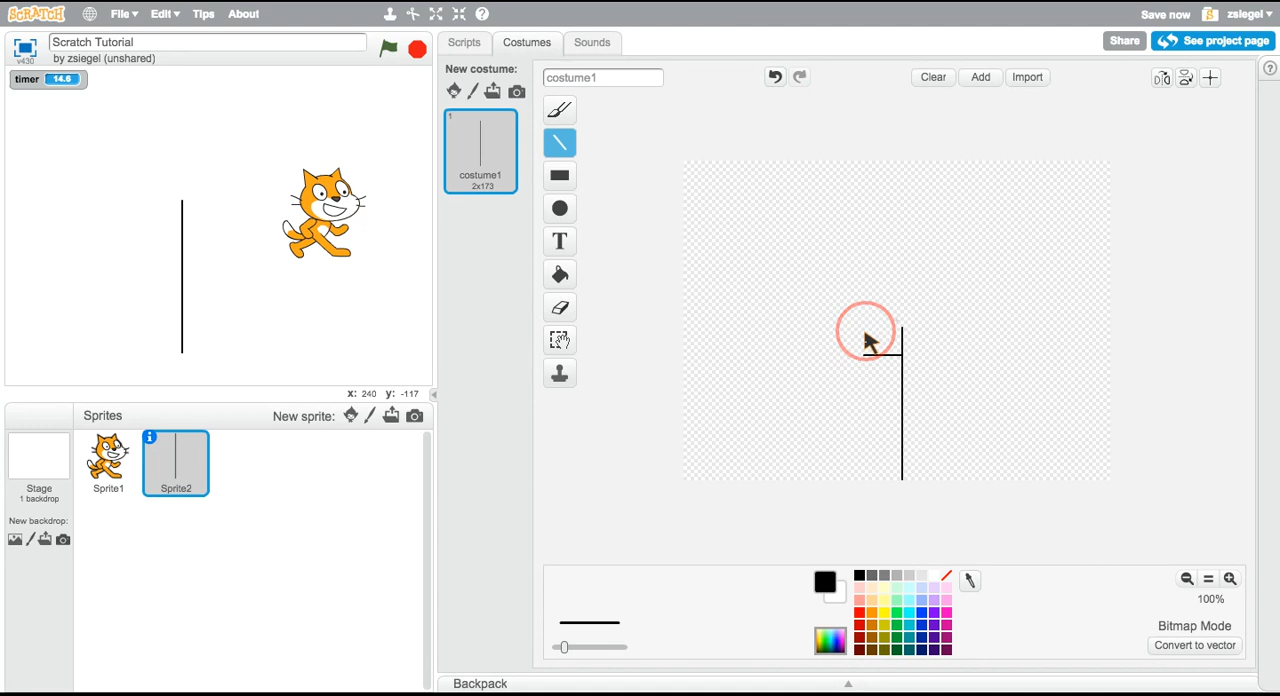 SCRATCH File▼ Edit▼ Tips About Save now zsiegel ▼
v430 Scratch Tutorial
by zsiegel (unshared)
Share See project page
timer 14.6
Scripts Costumes Sounds
New costume:
costume1 Clear Add Import
1
costume1
2x173
T
x: 240 y: -117
Sprites New sprite:
Stage
1 backdrop
Sprite1 Sprite2
New backdrop:
100%
Bitmap Mode
Convert to vector
Backpack